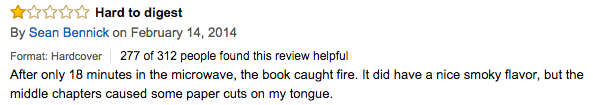 Hard to digest
By Sean Bennick on February 14, 2014
Format: Hardcover 277 of 312 people found this review helpful
After only 18 minutes in the microwave, the book caught fire. It did have a nice smoky flavor, but the
middle chapters caused some paper cuts on my tongue.